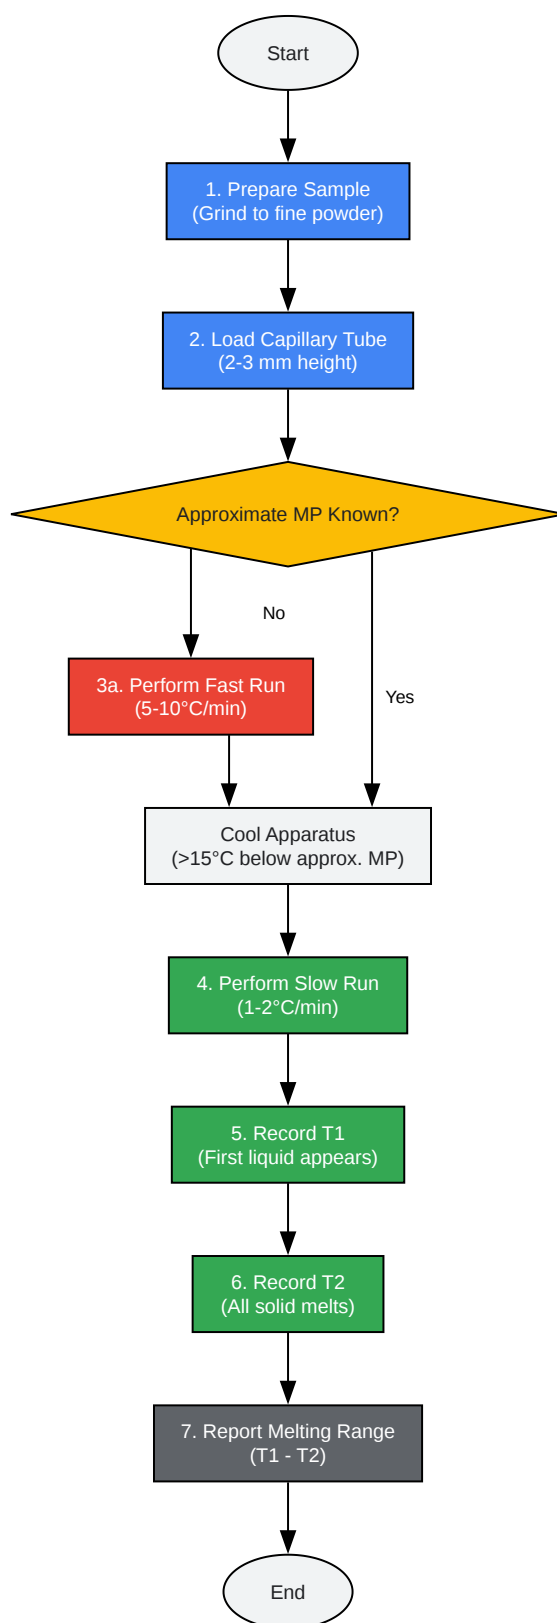 Start
1. Prepare Sample
(Grind to fine powder)
2. Load Capillary Tube
(2-3 mm height)
Approximate MP Known?
No
3a. Perform Fast Run
(5-10°C/min)
Yes
Cool Apparatus
(>15°C below approx. MP)
4. Perform Slow Run
(1-2°C/min)
5. Record T1
(First liquid appears)
6. Record T2
(All solid melts)
7. Report Melting Range
(T1 - T2)
End